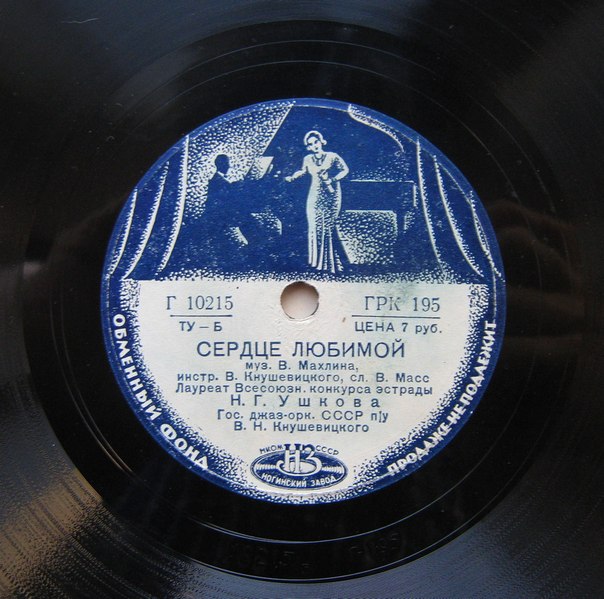 Г 10215
ГРК 195
ТУ — Б
ЦЕНА 7 руб.
СЕРДЦЕ ЛЮБИМОЙ
муз. В. Махлина,
инстр. В. Кнушевицкого, сл. В. Масс
Лауреат Всесоюзн. конкурса эстрады
Н. Г. Ушкова
Гос. джаз-орк. СССР п/у
В. Н. Кнушевицкого
ОБМЕННЫЙ ФОНД
ПРОДАЖЕ НЕ ПОДЛЕЖИТ
НКОМ СССР
НЗ
НОГИНСКИЙ ЗАВОД